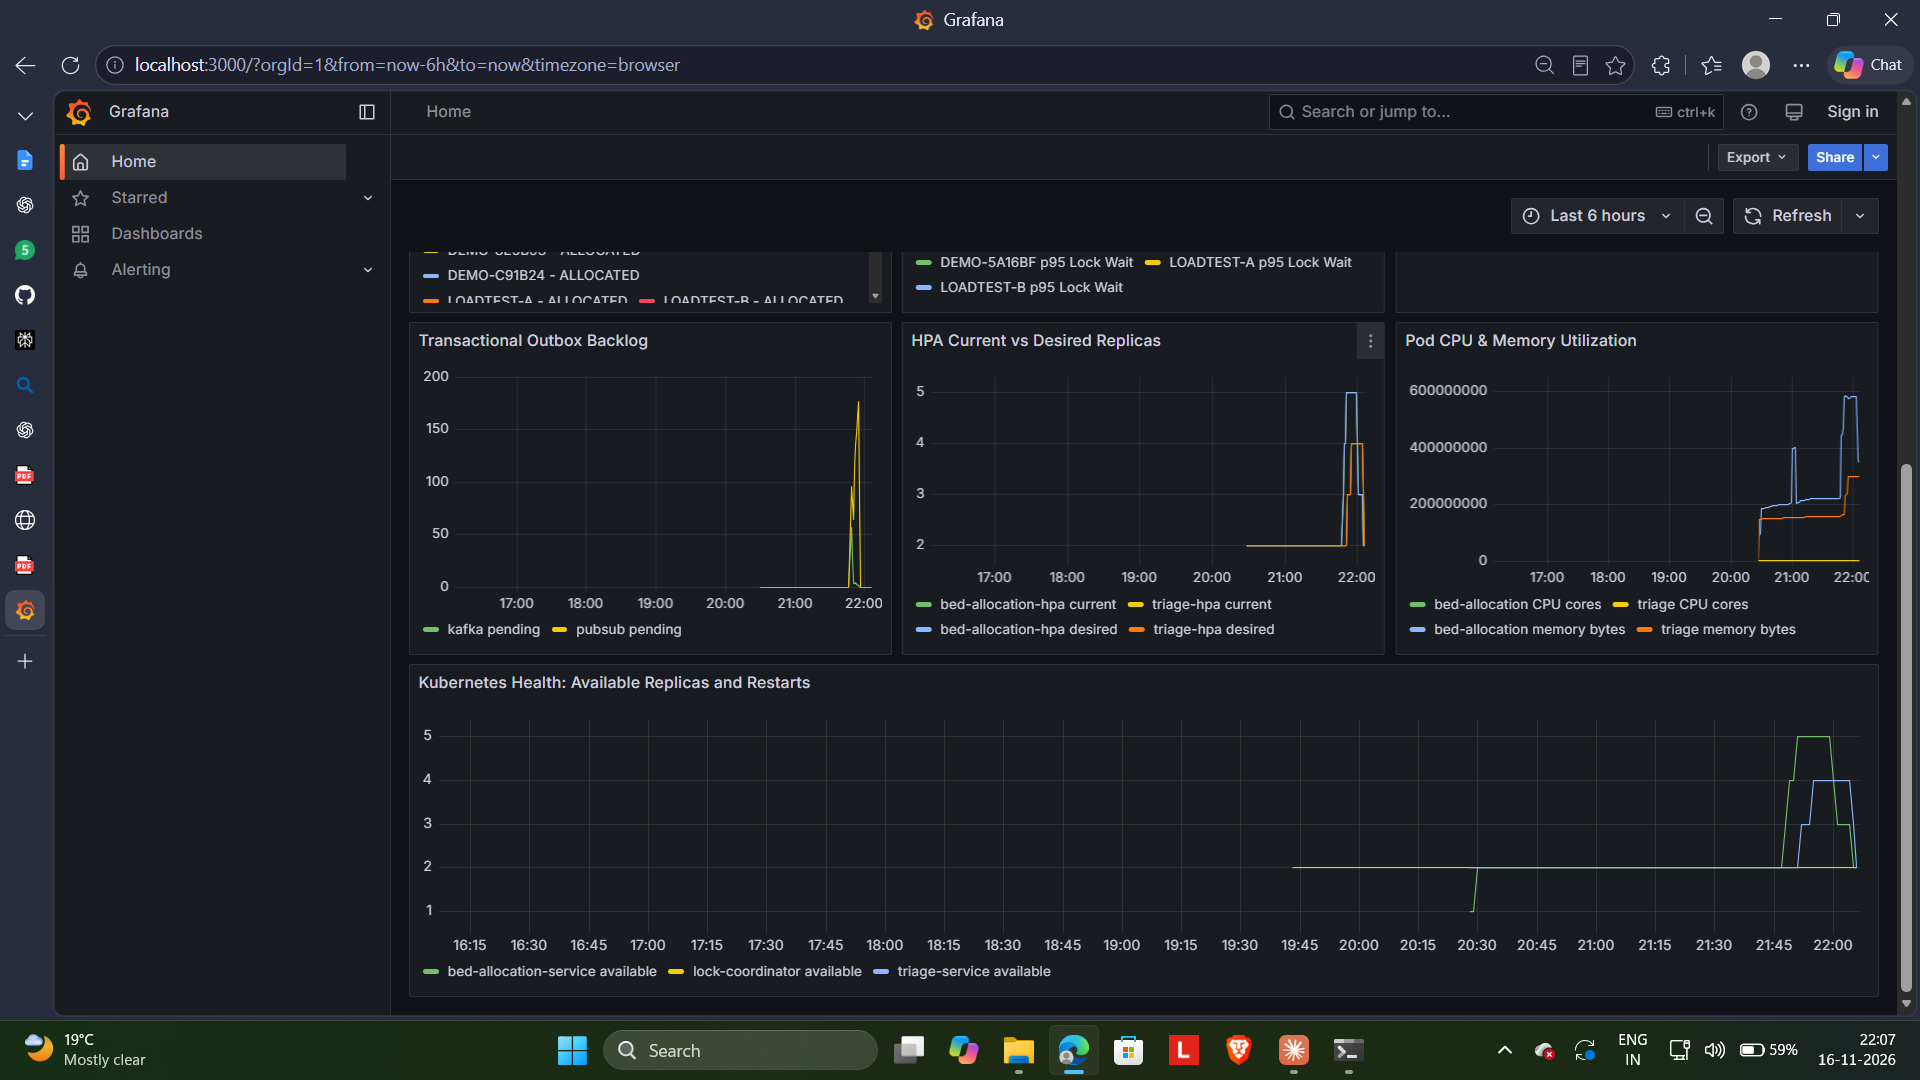 Grafana
localhost:3000/?orgId=1&from=now-6h&to=now&timezone=browser
Chat
Grafana
Home
Search or jump to...
ctrl+k
Sign in
Home
Starred
Dashboards
Alerting
Export
Share
Last 6 hours
Refresh
DEMO-C91B24 - ALLOCATED
LOADTEST-A - ALLOCATED LOADTEST-B - ALLOCATED
DEMO-5A16BF p95 Lock Wait LOADTEST-A p95 Lock Wait
LOADTEST-B p95 Lock Wait
Transactional Outbox Backlog
200
150
100
50
0
17:00 18:00 19:00 20:00 21:00 22:00
kafka pending pubsub pending
HPA Current vs Desired Replicas
5
4
3
2
17:00 18:00 19:00 20:00 21:00 22:00
bed-allocation-hpa current triage-hpa current
bed-allocation-hpa desired triage-hpa desired
Pod CPU & Memory Utilization
600000000
400000000
200000000
0
17:00 18:00 19:00 20:00 21:00 22:00
bed-allocation CPU cores triage CPU cores
bed-allocation memory bytes triage memory bytes
Kubernetes Health: Available Replicas and Restarts
5
4
3
2
1
16:15 16:30 16:45 17:00 17:15 17:30 17:45 18:00 18:15 18:30 18:45 19:00 19:15 19:30 19:45 20:00 20:15 20:30 20:45 21:00 21:15 21:30 21:45 22:00
bed-allocation-service available lock-coordinator available triage-service available
5
PDF
PDF
19°C
Mostly clear
Search
L
ENG
IN
59%
22:07
16-11-2026